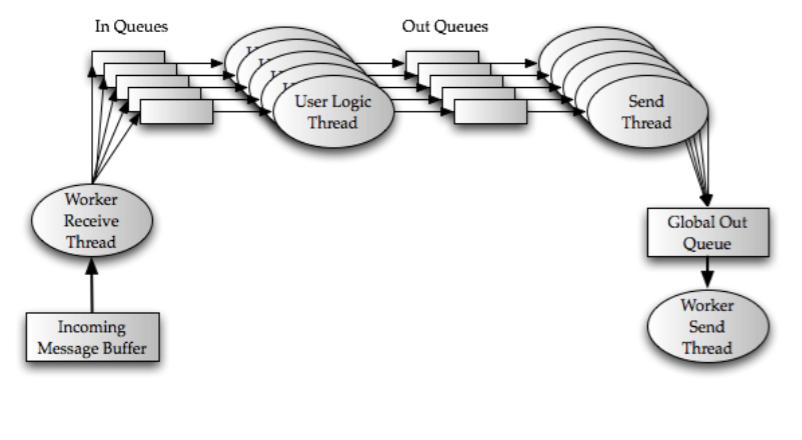 In Queues
Out Queues
User Logic
Thread
Send
Thread
Worker
Receive
Thread
Global Out
Queue
Incoming
Message Buffer
Worker
Send
Thread